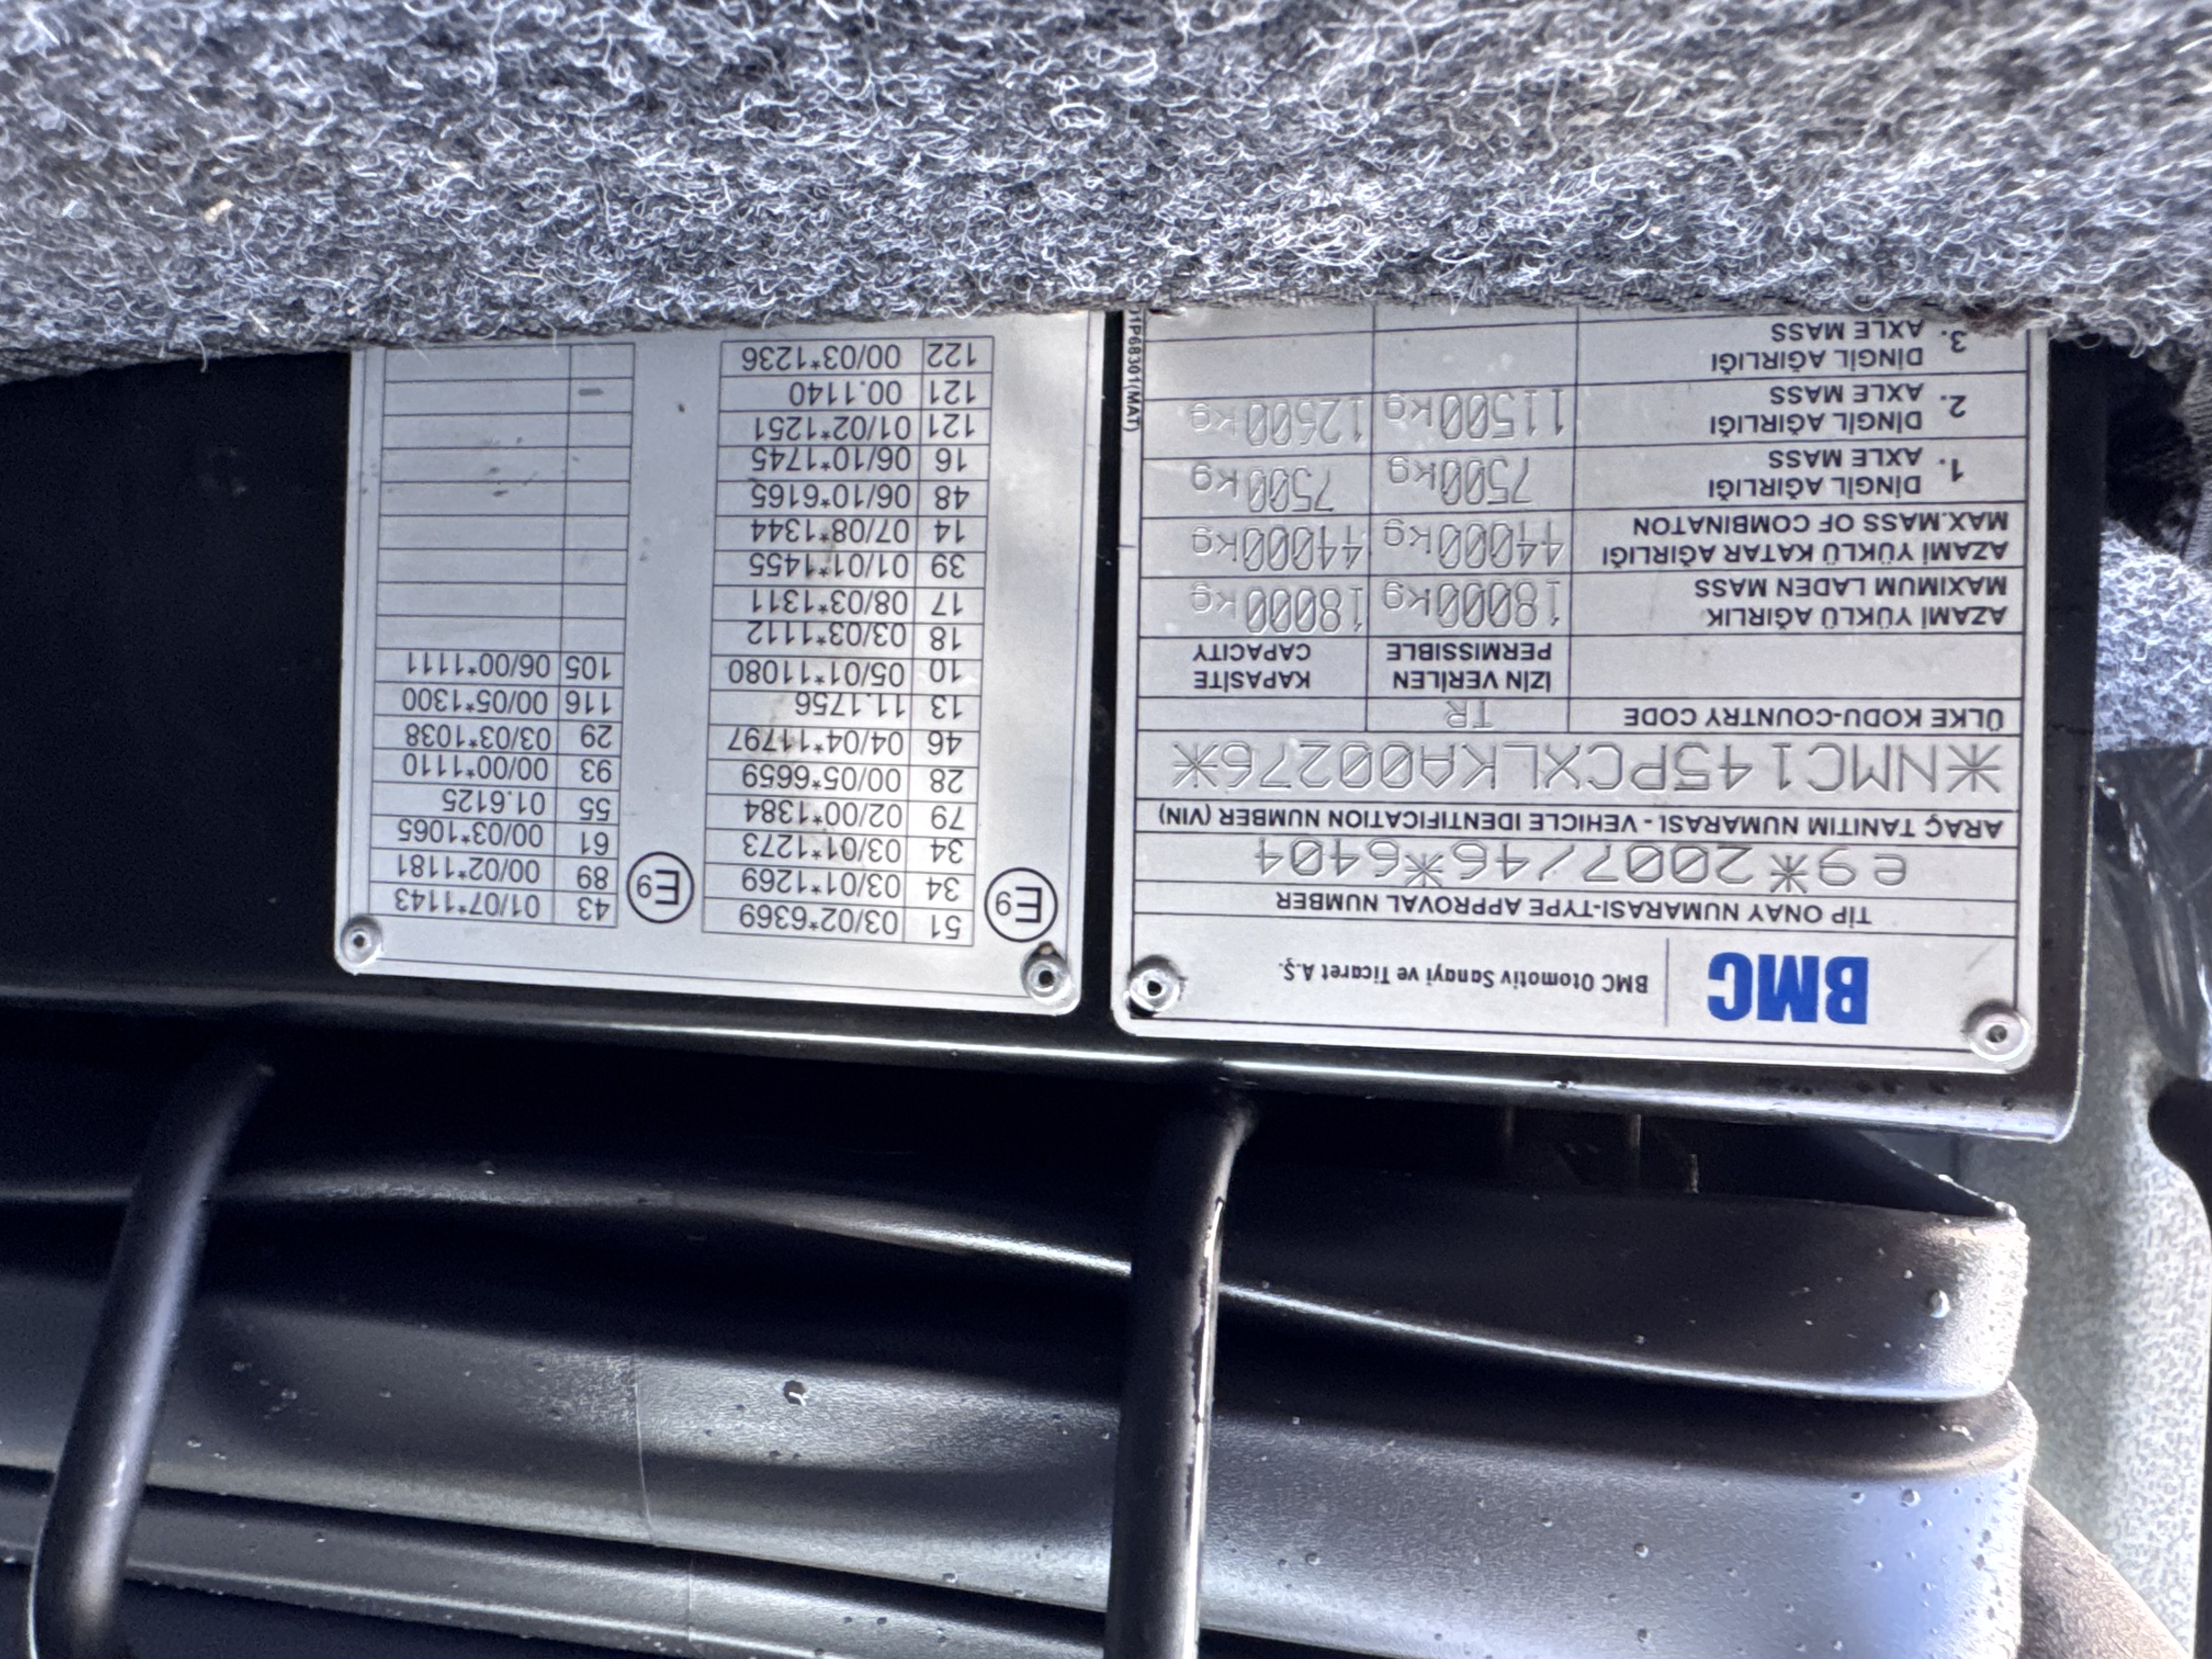 BMC
BMC Otomotiv Sanayi ve Ticaret A.Ş.
TİP ONAY NUMARASI-TYPE APPROVAL NUMBER
e9*2007/46*6404
ARAÇ TANITIM NUMARASI - VEHICLE IDENTIFICATION NUMBER (VIN)
*NMC145PCXLKA00276*
ÜLKE KODU-COUNTRY CODE TR
İZİN VERİLEN KAPASİTE
PERMISSIBLE CAPACITY
AZAMİ YÜKLÜ AĞIRLIK
MAXIMUM LADEN MASS 18000kg 18000kg
AZAMİ YÜKLÜ KATAR AĞIRLIĞI
MAX.MASS OF COMBINATON 44000kg 44000kg
1. DİNGİL AĞIRLIĞI
AXLE MASS 7500kg 7500kg
2. DİNGİL AĞIRLIĞI
AXLE MASS 11500kg 12600kg
3. DİNGİL AĞIRLIĞI
AXLE MASS
E9
51 03/02*6369
34 03/01*1269
34 03/01*1273
79 02/00*1384
28 00/05*6659
46 04/04*11797
13 11.1756
10 05/01*11080
18 03/03*1112
17 08/03*1311
39 01/01*1455
14 07/08*1344
48 06/10*6165
16 06/10*1745
121 01/02*1251
121 00.1140
122 00/03*1236
E9
43 01/07*1143
89 00/02*1181
61 00/03*1065
55 01.6125
93 00/00*1110
29 03/03*1038
116 00/05*1300
105 06/00*1111